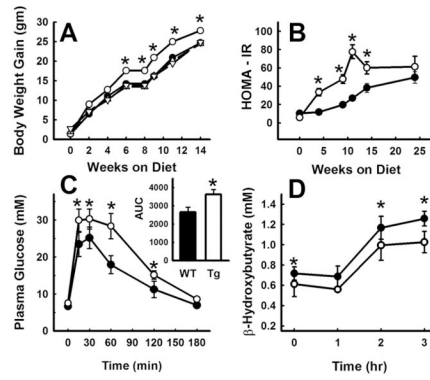 A
Body Weight Gain (gm)
30
25
20
15
10
5
0
*
*
*
*
*
0 2 4 6 8 10 12 14
Weeks on Diet
B
HOMA - IR
100
80
60
40
20
0
*
*
*
*
0 5 10 15 20 25
Weeks on Diet
C
Plasma Glucose (mM)
40
30
20
10
0
* *
*
*
0 30 60 90 120 150 180
Time (min)
AUC
4000
3000
2000
1000
0
*
WT Tg
D
β-Hydroxybutyrate (mM)
1.4
1.2
1.0
0.8
0.6
0.4
0.2
0.0
*
*
*
0 1 2 3
Time (hr)